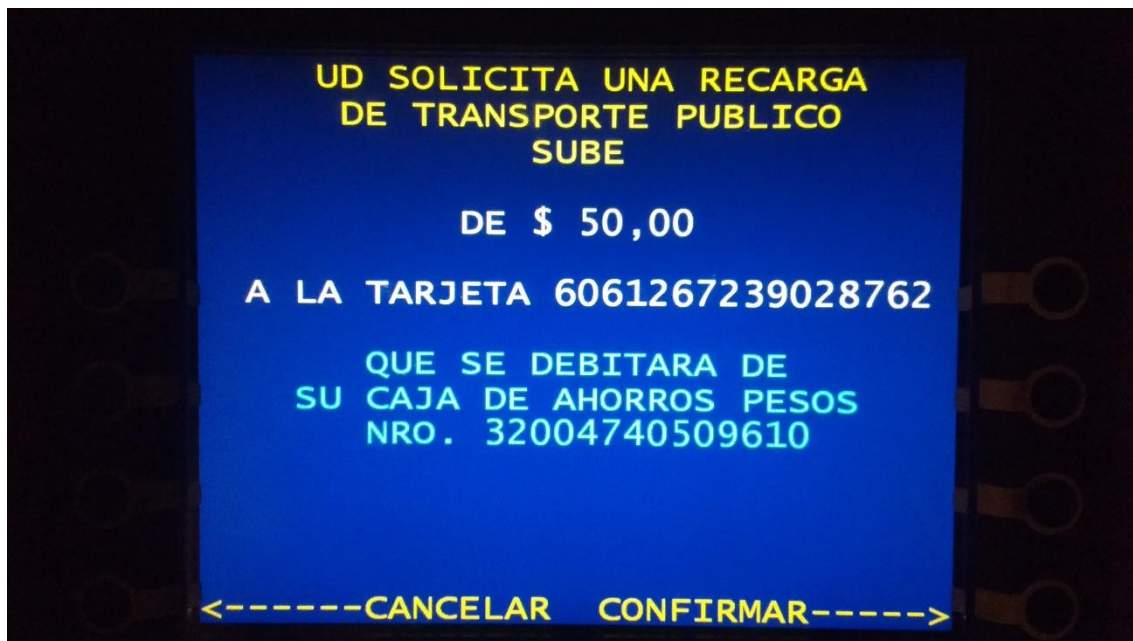 UD SOLICITA UNA RECARGA
DE TRANSPORTE PUBLICO
SUBE
DE $ 50,00
A LA TARJETA 6061267239028762
QUE SE DEBITARA DE
SU CAJA DE AHORROS PESOS
NRO. 32004740509610
<------CANCELAR CONFIRMAR----->